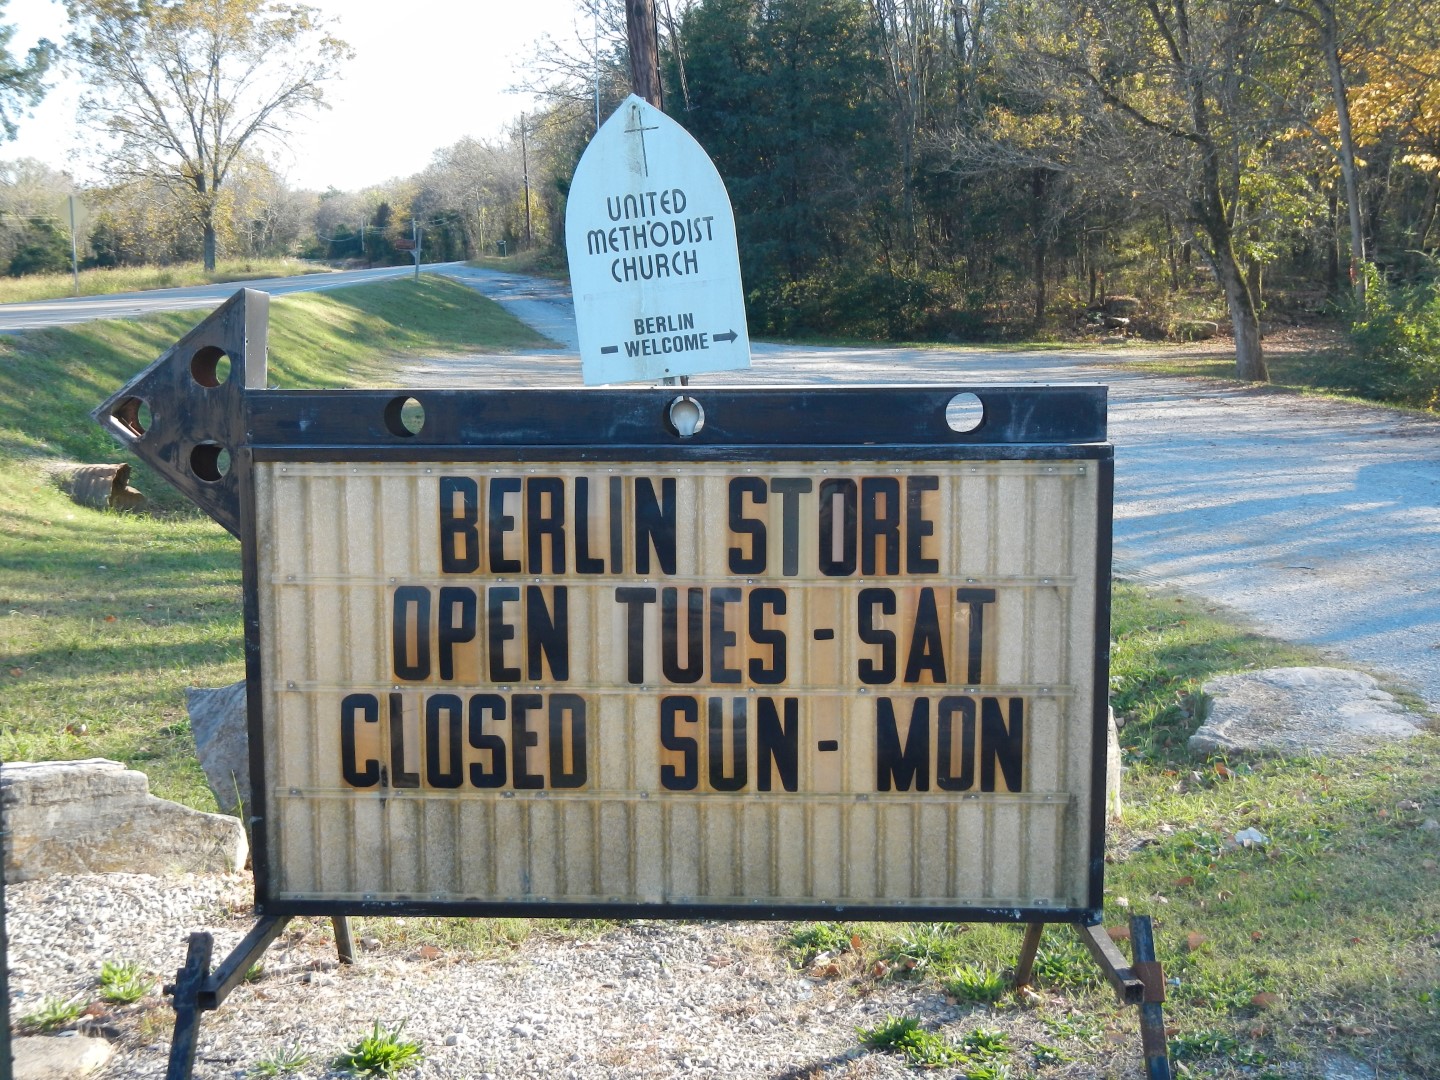 UNITED
METHODIST
CHURCH
BERLIN
WELCOME
BERLIN STORE
OPEN TUES-SAT
CLOSED SUN-MON